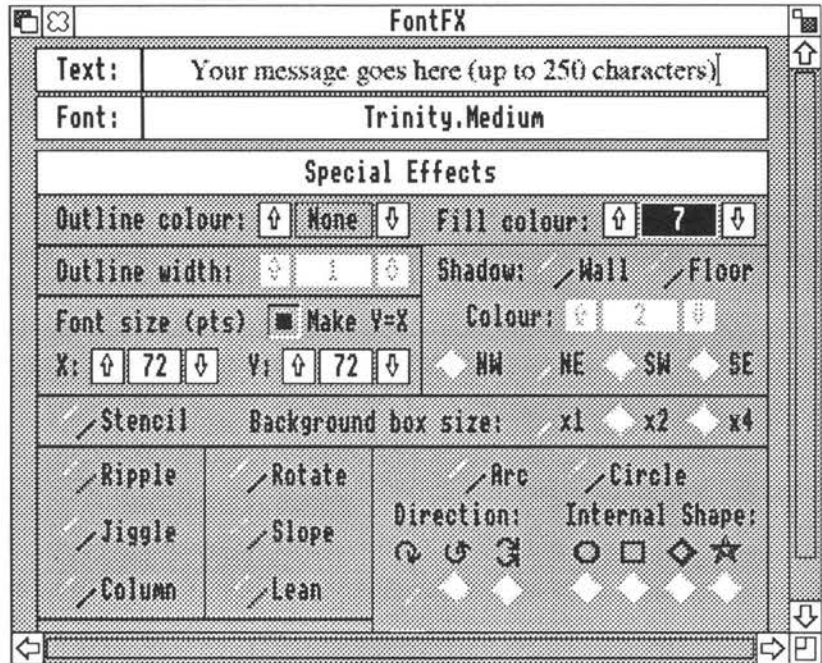 FontFX
Text: Your message goes here (up to 250 characters)
Font: Trinity.Medium
Special Effects
Outline colour: None Fill colour: 7
Outline width: 1 Shadow: Wall Floor
Font size (pts) Make Y=X Colour: 2
X: 72 Y: 72 NW NE SW SE
Stencil Background box size: x1 x2 x4
Ripple Rotate Arc Circle
Direction: Internal Shape:
Jiggle Slope
Column Lean